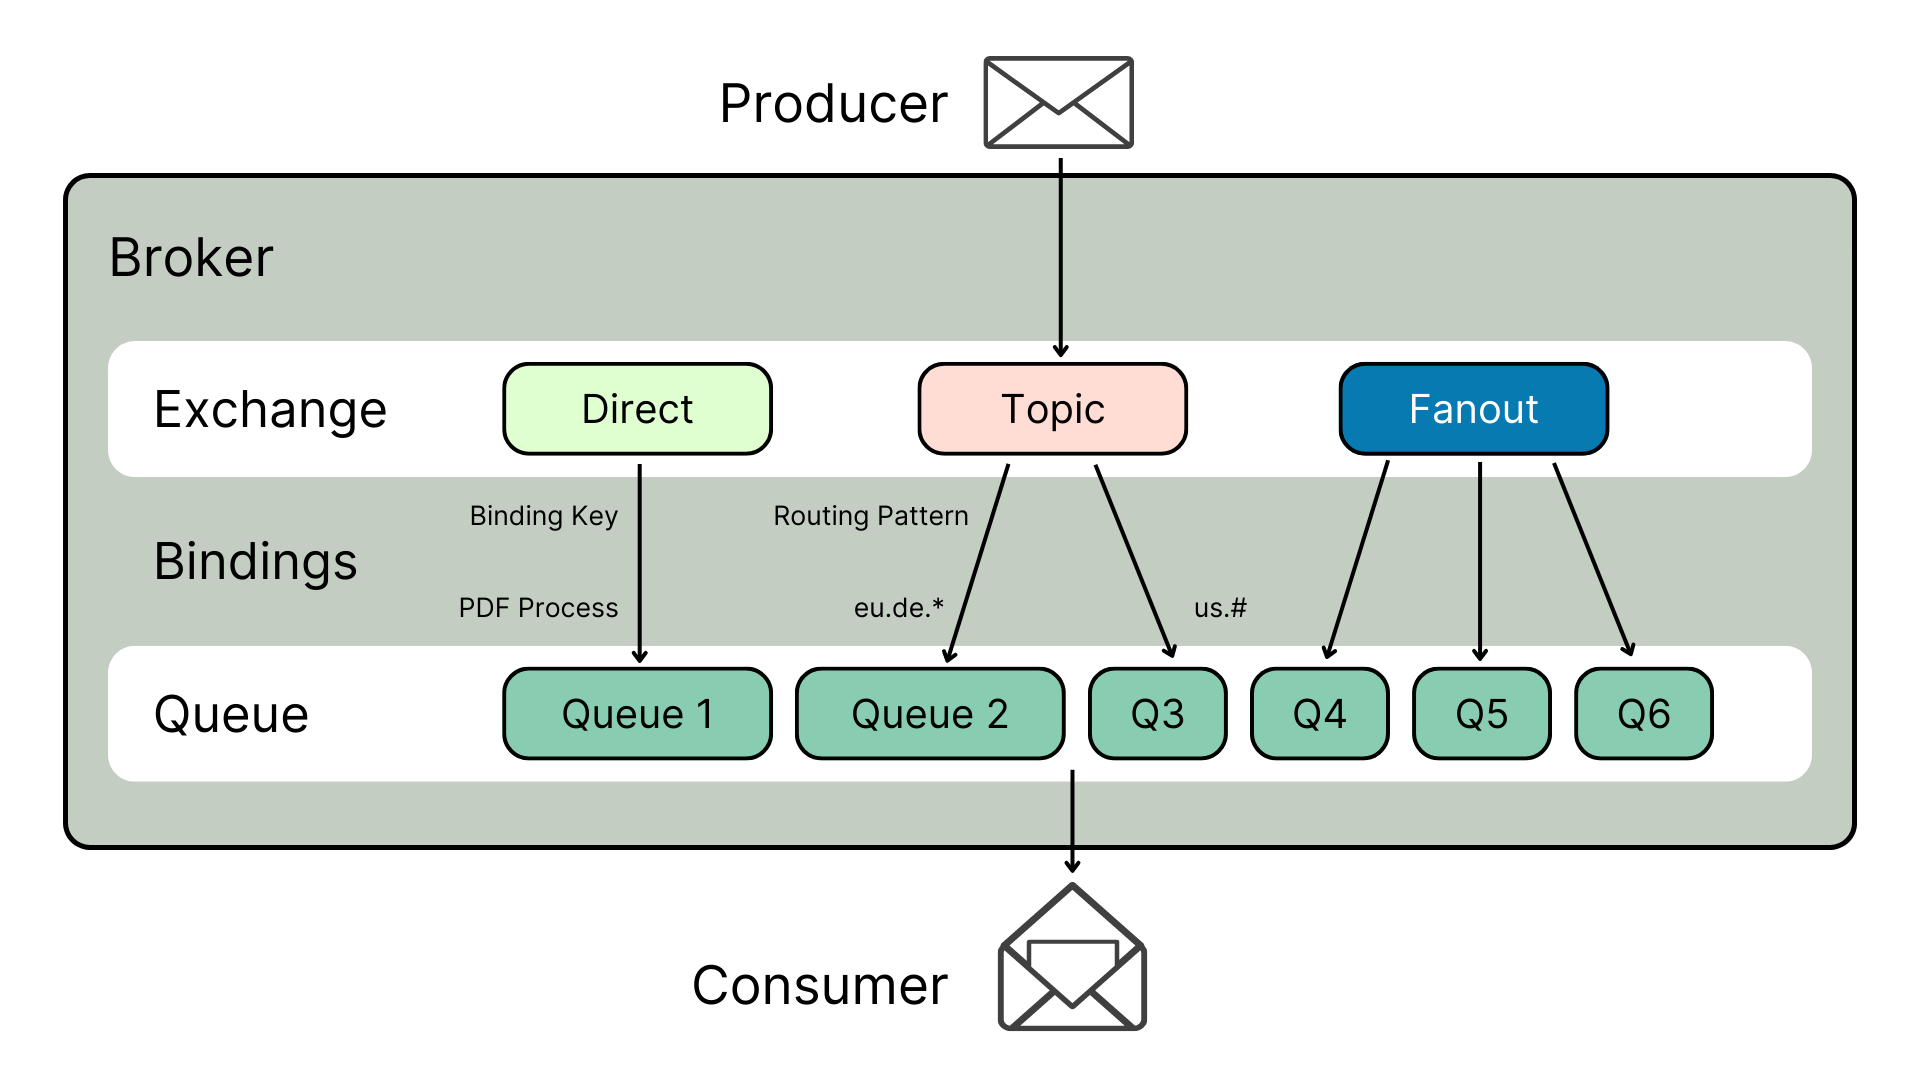 Producer
Broker
Exchange
Direct
Topic
Fanout
Binding Key
Routing Pattern
Bindings
PDF Process
eu.de.*
us.#
Queue
Queue 1
Queue 2
Q3
Q4
Q5
Q6
Consumer